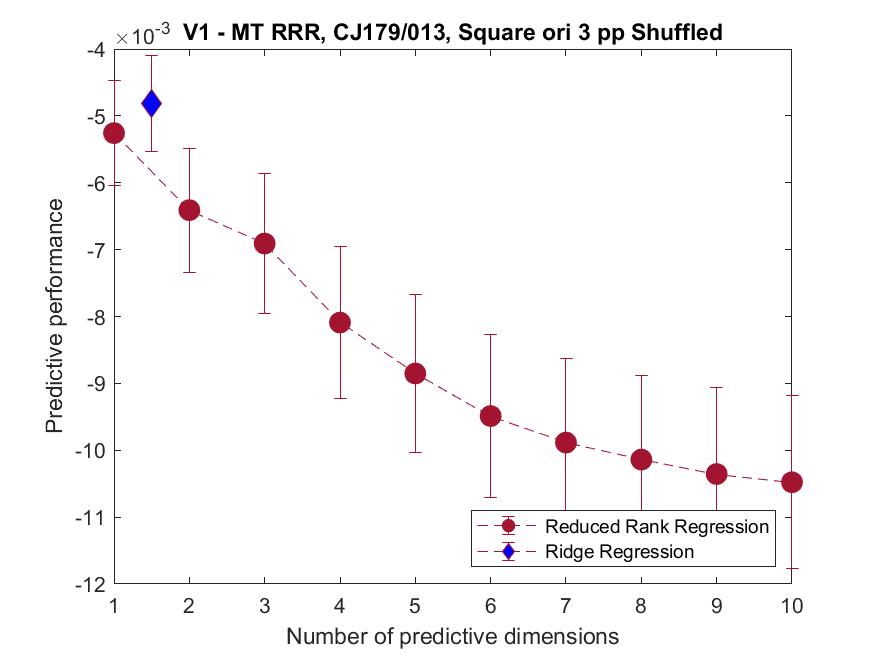 ×10⁻³ V1 - MT RRR, CJ179/013, Square ori 3 pp Shuffled
-4
-5
-6
-7
-8
-9
-10
-11
-12
Predictive performance
Reduced Rank Regression
Ridge Regression
1 2 3 4 5 6 7 8 9 10
Number of predictive dimensions